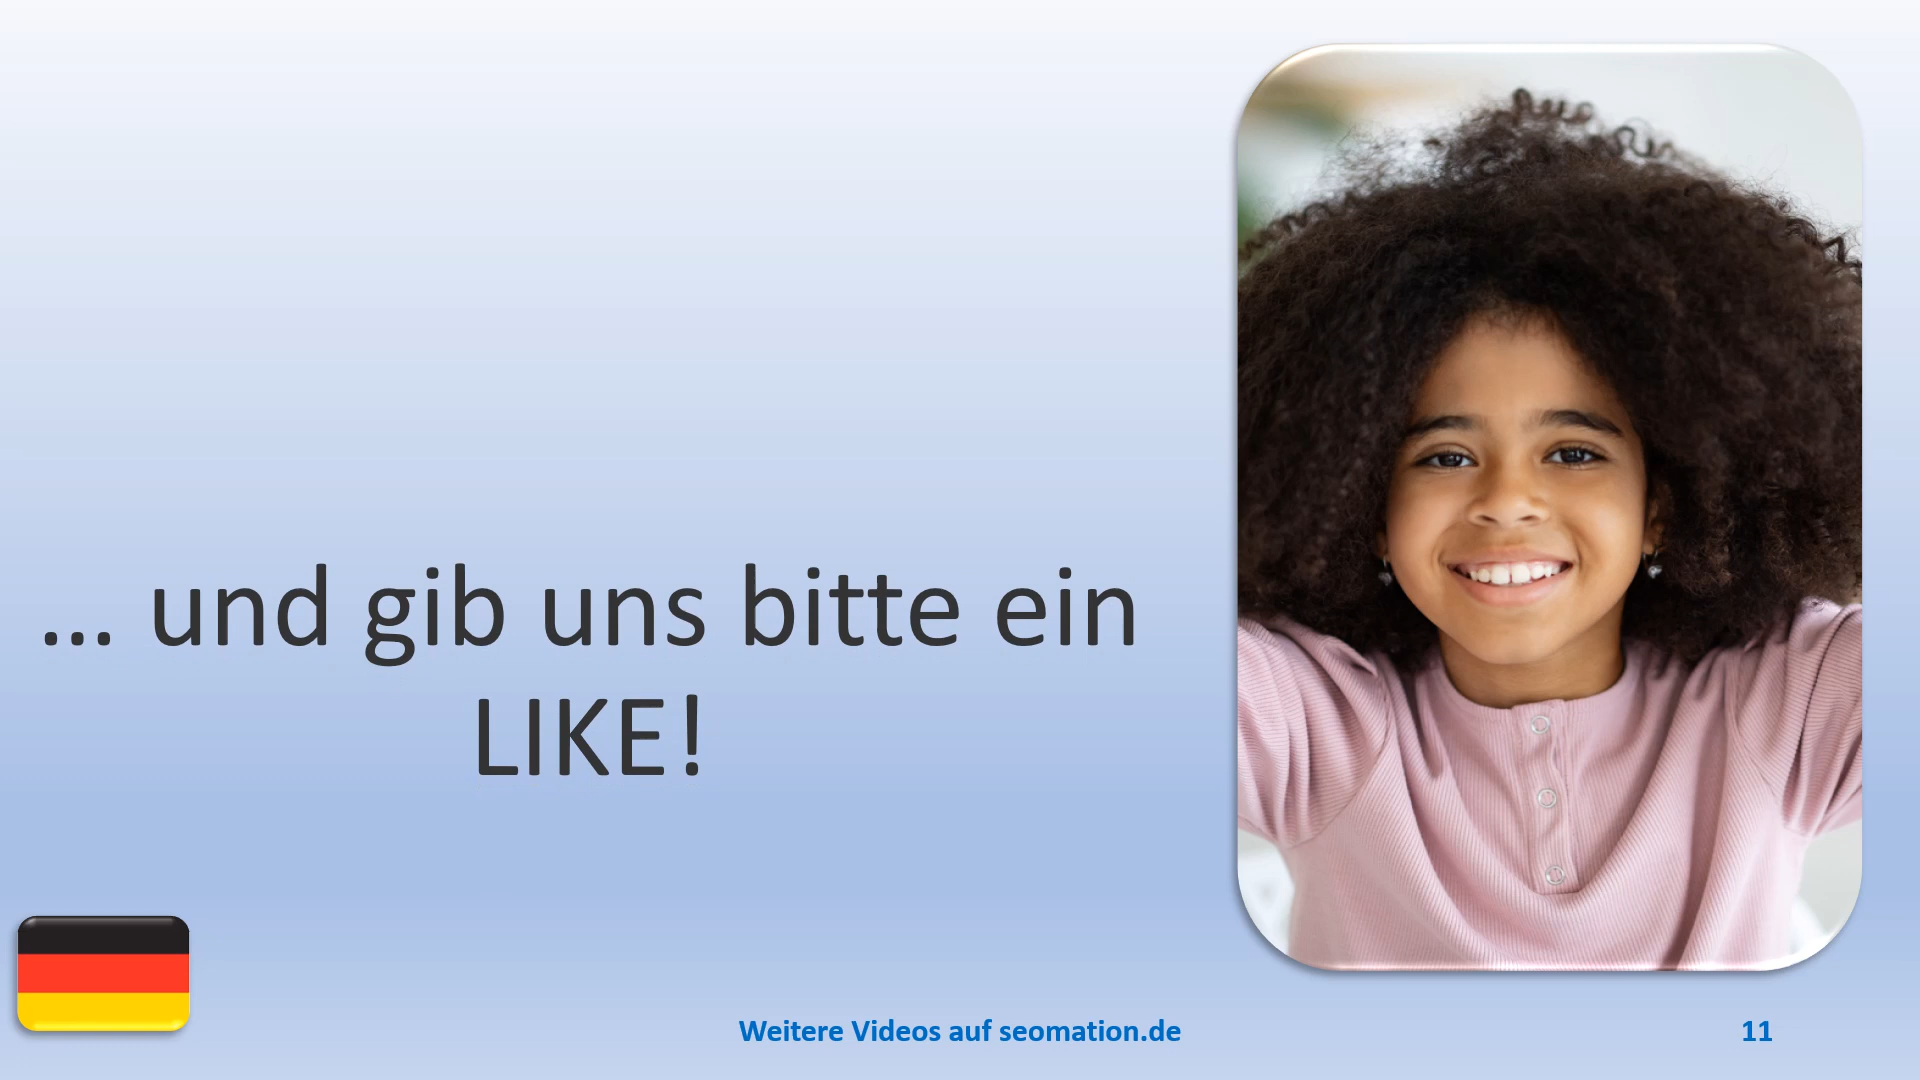 ... und gib uns bitte ein
LIKE!
Weitere Videos auf seomation.de
11